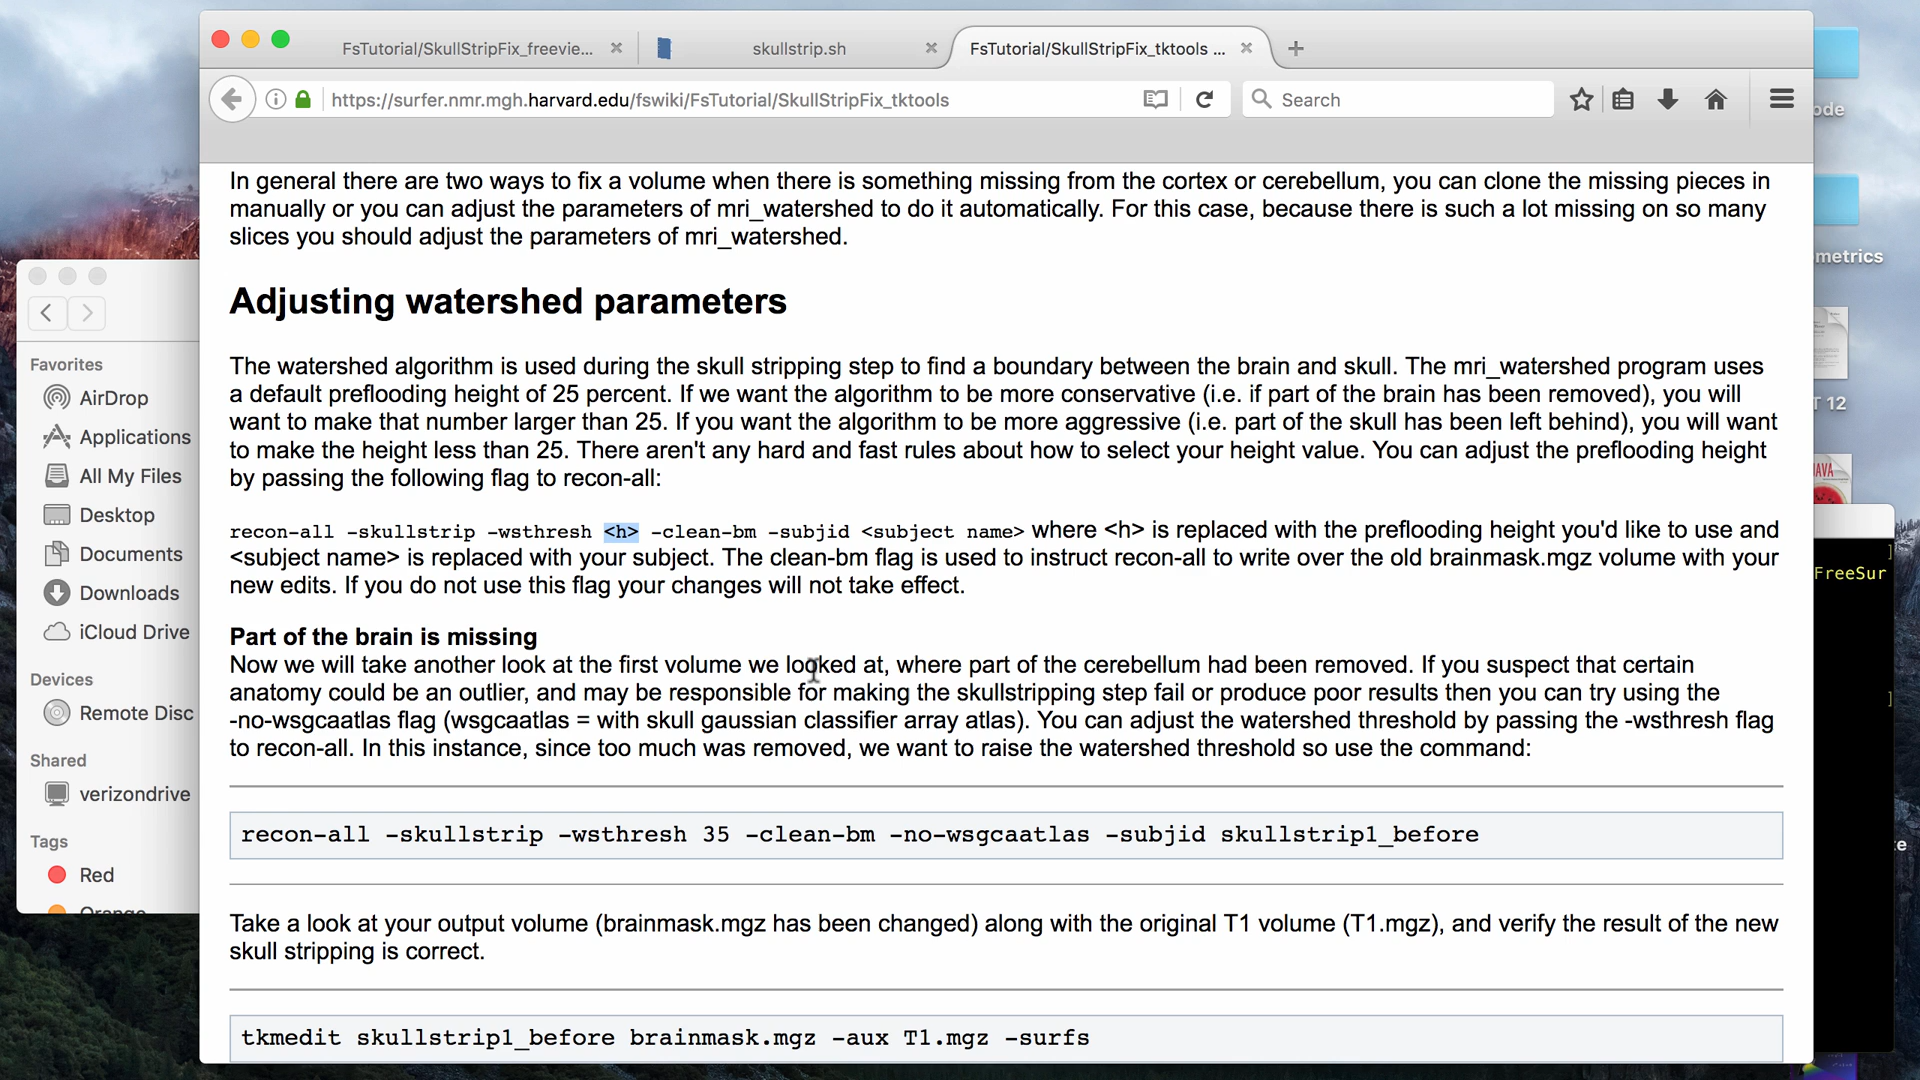 FsTutorial/SkullStripFix_freevie...
skullstrip.sh
FsTutorial/SkullStripFix_tktools ...
https://surfer.nmr.mgh.harvard.edu/fswiki/FsTutorial/SkullStripFix_tktools
Search
In general there are two ways to fix a volume when there is something missing from the cortex or cerebellum, you can clone the missing pieces in
manually or you can adjust the parameters of mri_watershed to do it automatically. For this case, because there is such a lot missing on so many
slices you should adjust the parameters of mri_watershed.
Adjusting watershed parameters
The watershed algorithm is used during the skull stripping step to find a boundary between the brain and skull. The mri_watershed program uses
a default preflooding height of 25 percent. If we want the algorithm to be more conservative (i.e. if part of the brain has been removed), you will
want to make that number larger than 25. If you want the algorithm to be more aggressive (i.e. part of the skull has been left behind), you will want
to make the height less than 25. There aren't any hard and fast rules about how to select your height value. You can adjust the preflooding height
by passing the following flag to recon-all:
recon-all -skullstrip -wsthresh <h> -clean-bm -subjid <subject name> where <h> is replaced with the preflooding height you'd like to use and
<subject name> is replaced with your subject. The clean-bm flag is used to instruct recon-all to write over the old brainmask.mgz volume with your
new edits. If you do not use this flag your changes will not take effect.
Part of the brain is missing
Now we will take another look at the first volume we looked at, where part of the cerebellum had been removed. If you suspect that certain
anatomy could be an outlier, and may be responsible for making the skullstripping step fail or produce poor results then you can try using the
-no-wsgcaatlas flag (wsgcaatlas = with skull gaussian classifier array atlas). You can adjust the watershed threshold by passing the -wsthresh flag
to recon-all. In this instance, since too much was removed, we want to raise the watershed threshold so use the command:
recon-all -skullstrip -wsthresh 35 -clean-bm -no-wsgcaatlas -subjid skullstrip1_before
Take a look at your output volume (brainmask.mgz has been changed) along with the original T1 volume (T1.mgz), and verify the result of the new
skull stripping is correct.
tkmedit skullstrip1_before brainmask.mgz -aux T1.mgz -surfs
Favorites
AirDrop
Applications
All My Files
Desktop
Documents
Downloads
iCloud Drive
Devices
Remote Disc
Shared
verizondrive
Tags
Red
Orange
ode
metrics
T 12
JAVA
]
FreeSur
]
e